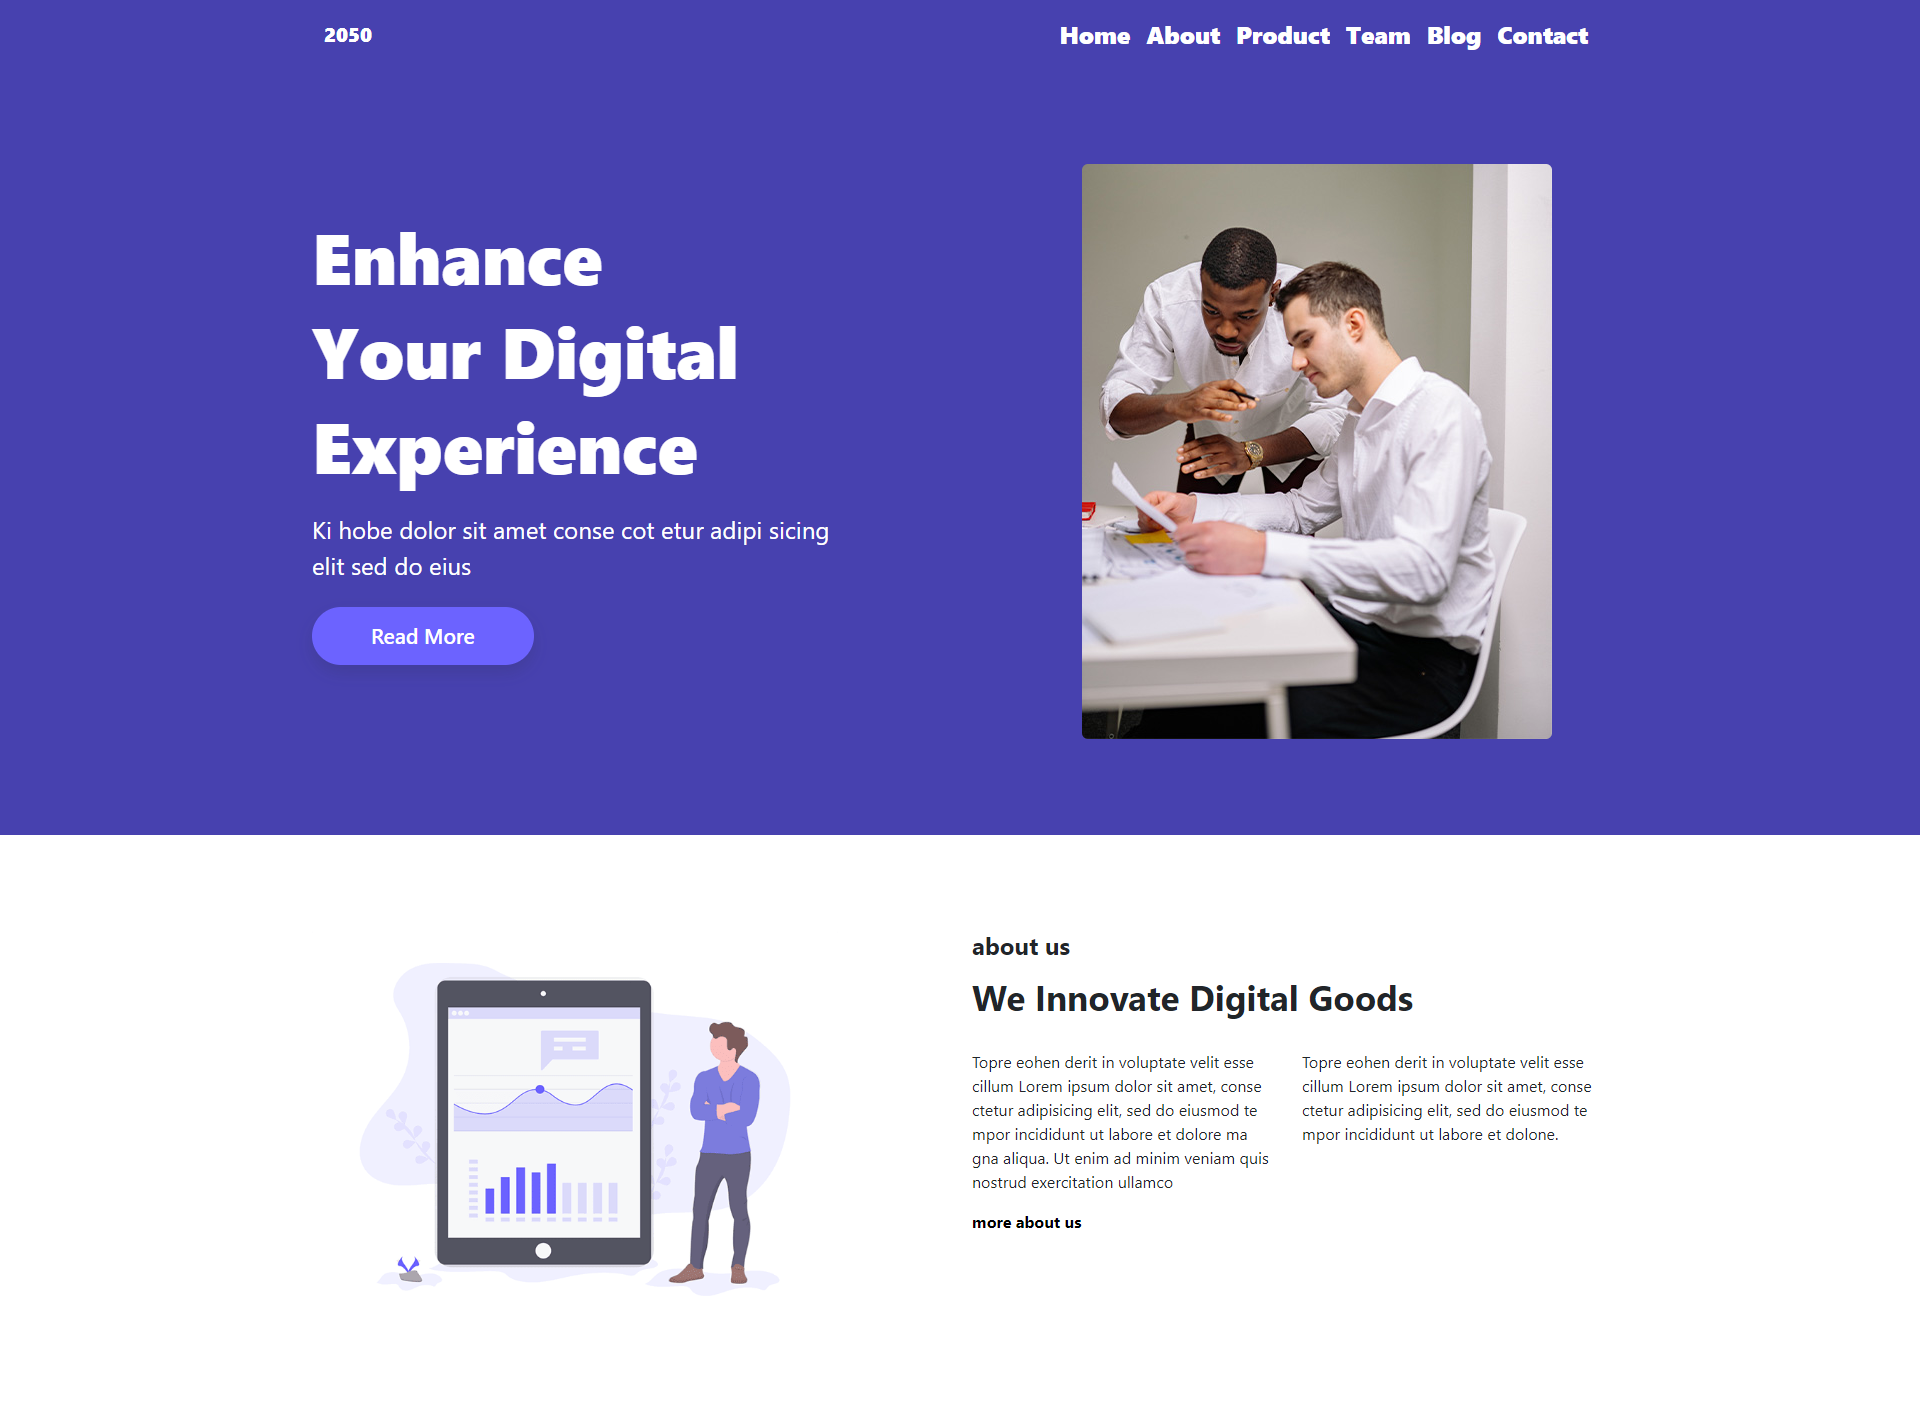 2050
Home About Product Team Blog Contact
Enhance
Your Digital
Experience
Ki hobe dolor sit amet conse cot etur adipi sicing
elit sed do eius
Read More
about us
We Innovate Digital Goods
Topre eohen derit in voluptate velit esse
cillum Lorem ipsum dolor sit amet, conse
ctetur adipisicing elit, sed do eiusmod te
mpor incididunt ut labore et dolore ma
gna aliqua. Ut enim ad minim veniam quis
nostrud exercitation ullamco
Topre eohen derit in voluptate velit esse
cillum Lorem ipsum dolor sit amet, conse
ctetur adipisicing elit, sed do eiusmod te
mpor incididunt ut labore et dolone.
more about us